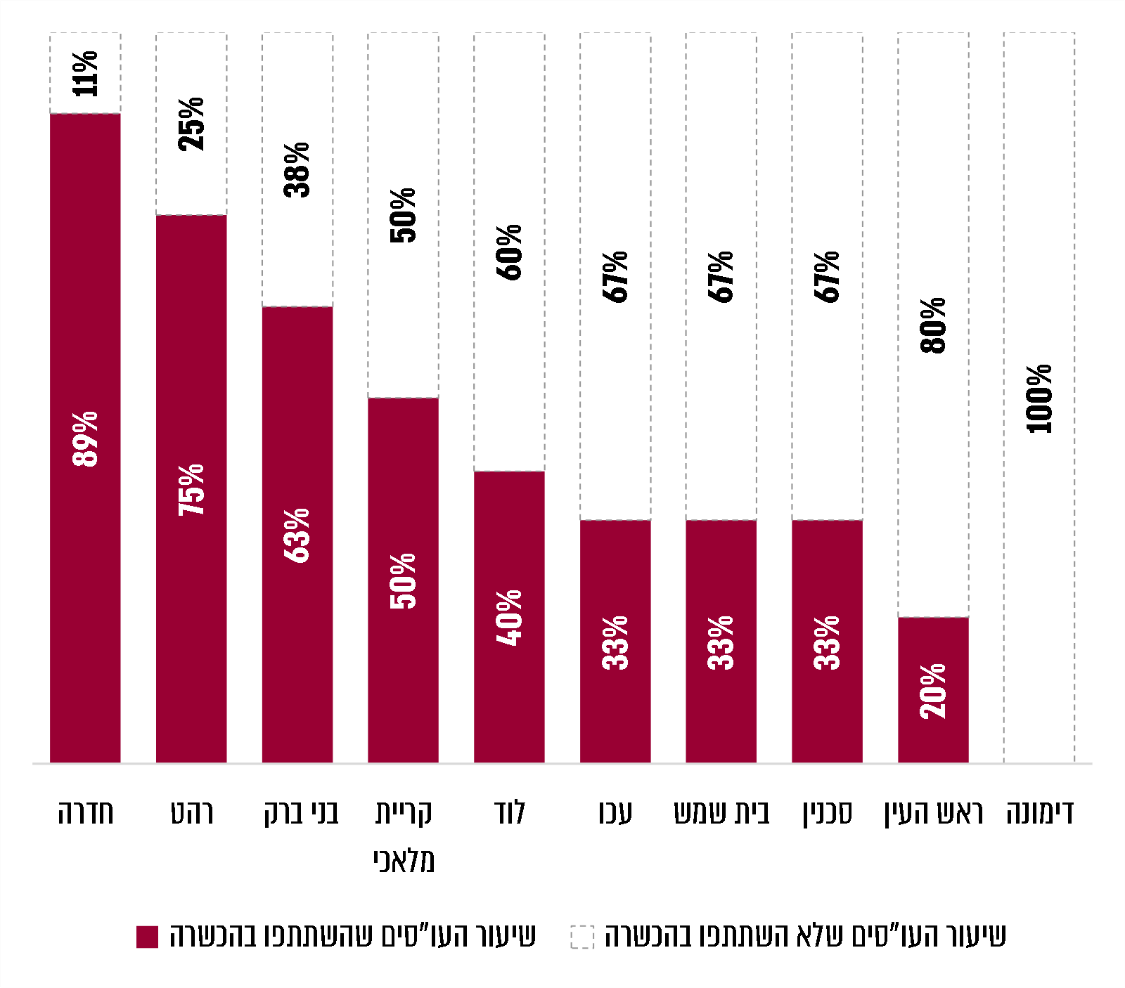 11%
25%
38%
50%
60%
67%
67%
67%
80%
100%
89%
75%
63%
50%
40%
33%
33%
33%
20%
חדרה
רהט
בני ברק
קריית
מלאכי
לוד
עכו
בית שמש
סכנין
ראש העין
דימונה
שיעור העו"סים שהשתתפו בהכשרה
שיעור העו"סים שלא השתתפו בהכשרה